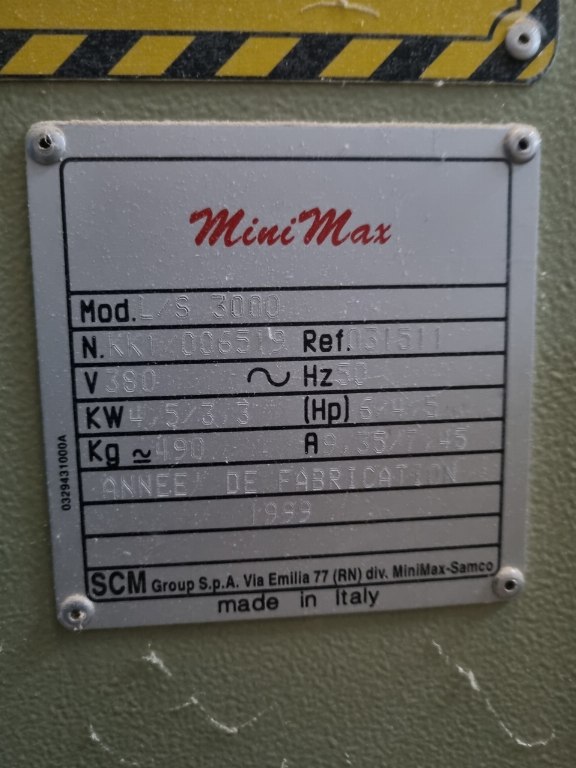 MiniMax
Mod. L/S 3000
N. KK1/006519 Ref. 031511
V 380 ~ Hz 50
KW 4,5/3,3 (Hp) 6/4,5
Kg ≃ 490 A 9,35/7,45
ANNEE DE FABRICATION
1999
SCM Group S.p.A. Via Emilia 77 (RN) div. MiniMax-Samco
made in Italy
0329431000A